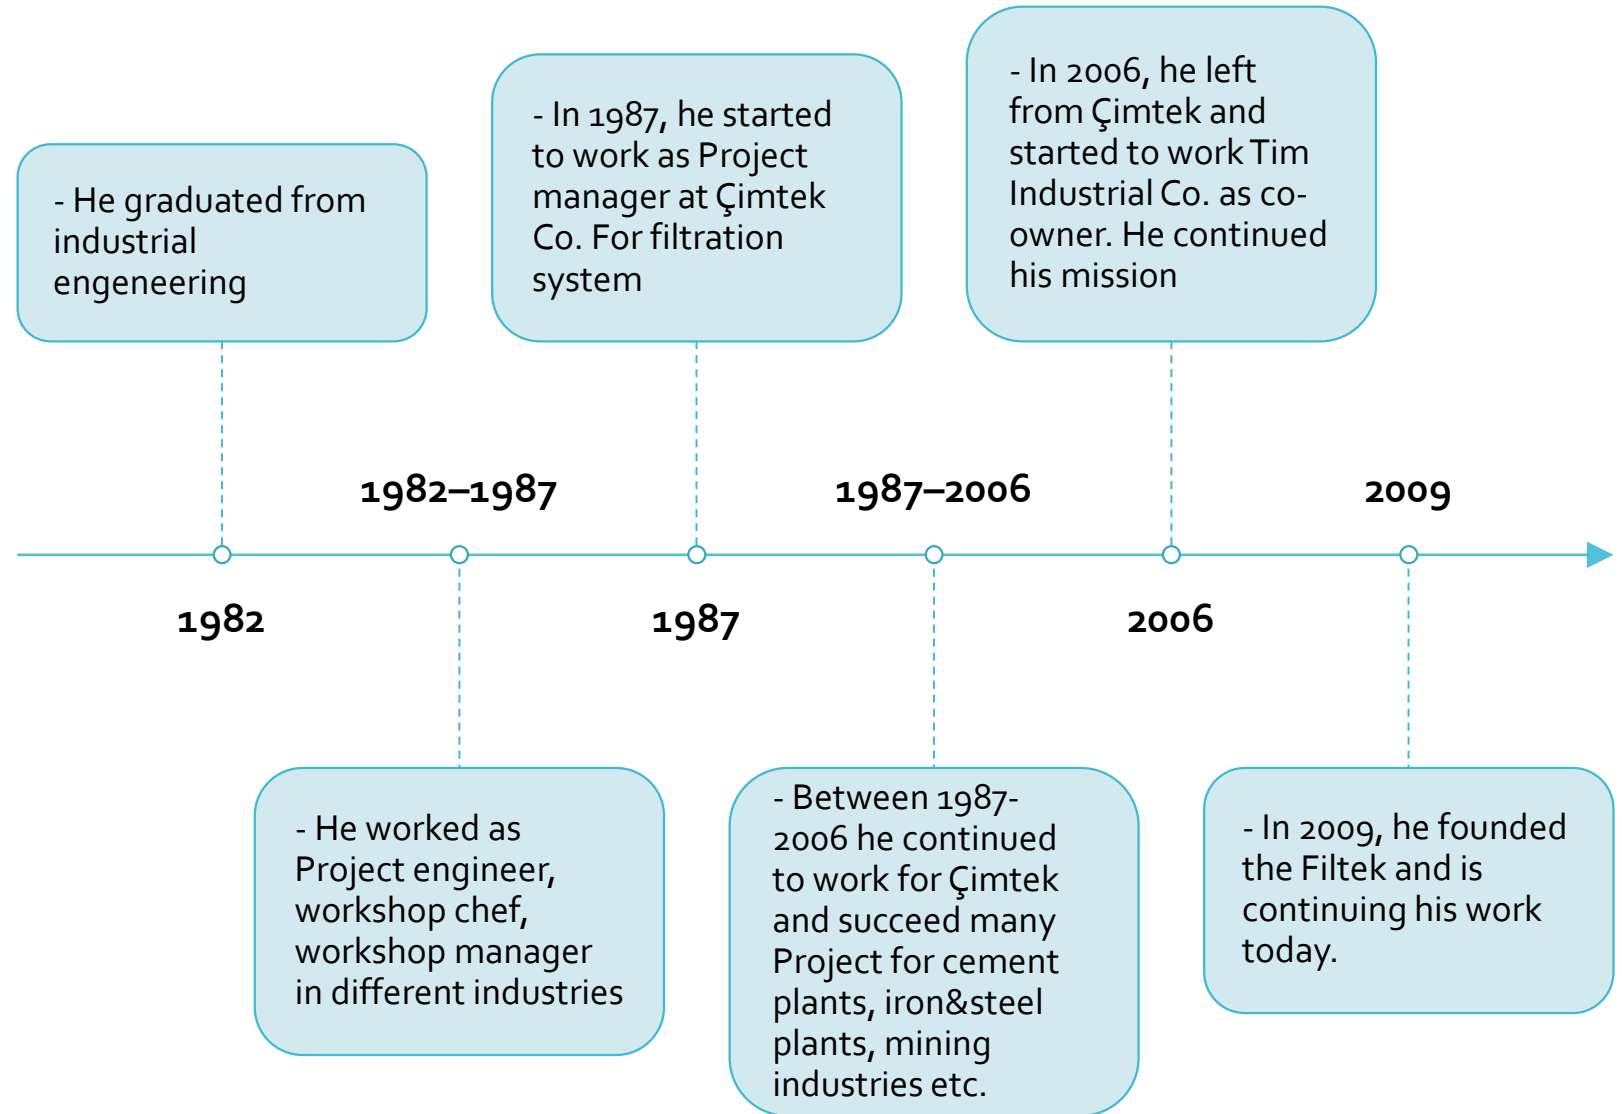 - He graduated from
industrial
engeneering
- In 1987, he started
to work as Project
manager at Çimtek
Co. For filtration
system
- In 2006, he left
from Çimtek and
started to work Tim
Industrial Co. as co-
owner. He continued
his mission
1982–1987
1987–2006
2009
1982
1987
2006
- He worked as
Project engineer,
workshop chef,
workshop manager
in different industries
- Between 1987-
2006 he continued
to work for Çimtek
and succeed many
Project for cement
plants, iron&steel
plants, mining
industries etc.
- In 2009, he founded
the Filtek and is
continuing his work
today.